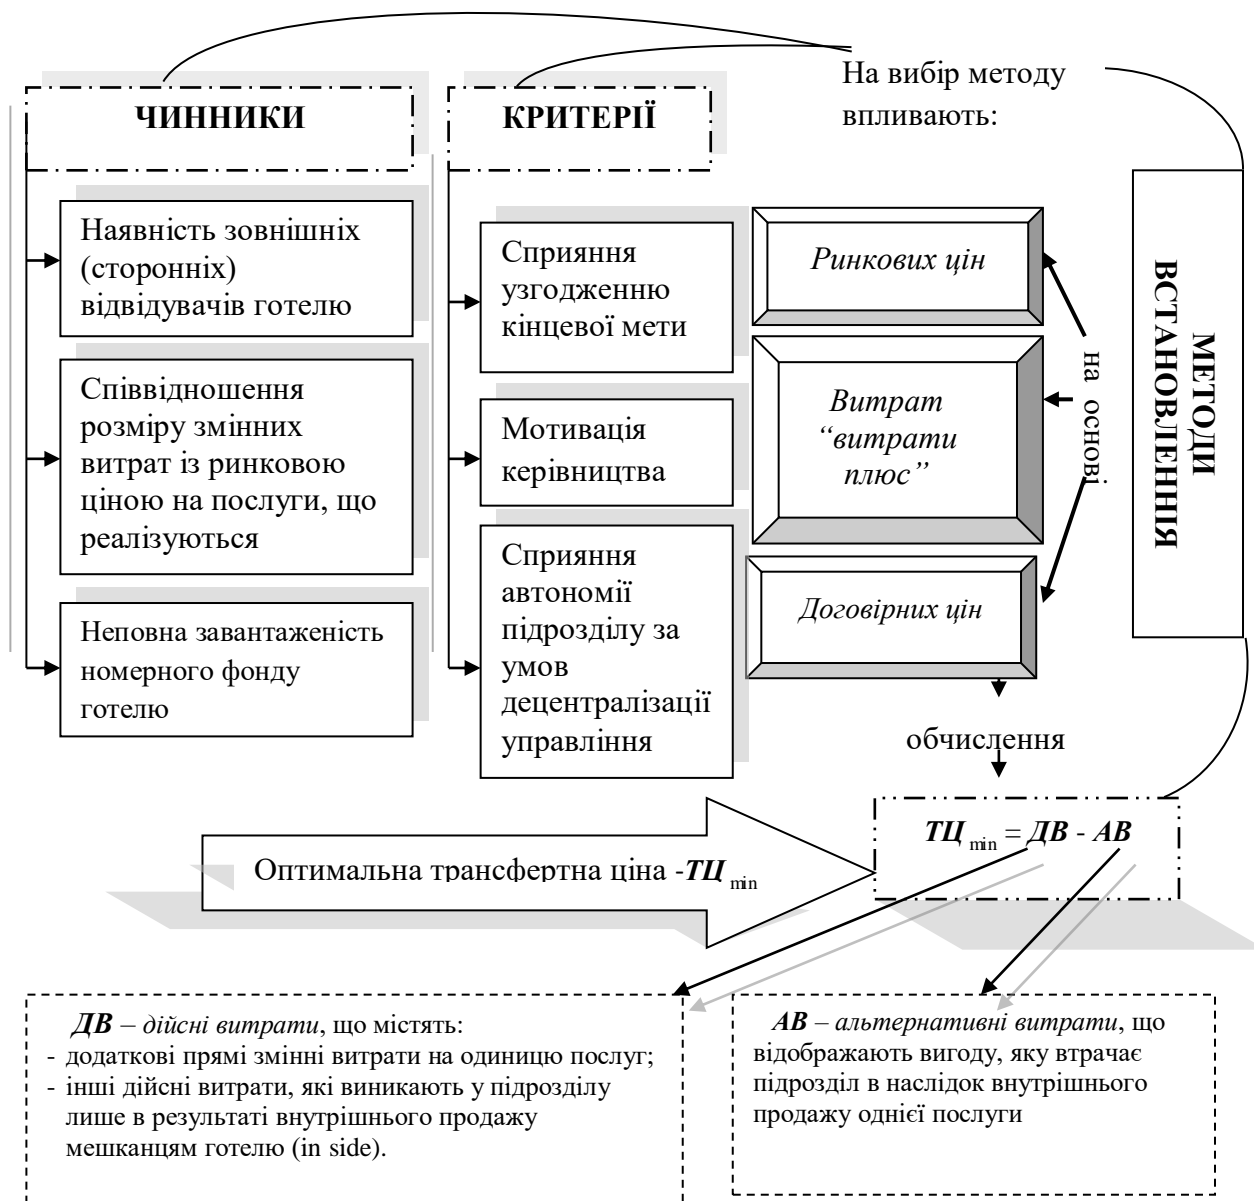 На вибір методу
впливають:
ЧИННИКИ
Наявність зовнішніх
(сторонніх)
відвідувачів готелю
Співвідношення
розміру змінних
витрат із ринковою
ціною на послуги, що
реалізуються
Неповна завантаженість
номерного фонду
готелю
КРИТЕРІЇ
Сприяння
узгодженню
кінцевої мети
Мотивація
керівництва
Сприяння
автономії
підрозділу за
умов
децентралізації
управління
Ринкових цін
Витрат
“витрати
плюс”
Договірних цін
на основі
МЕТОДИ
ВСТАНОВЛЕННЯ
обчислення
Оптимальна трансфертна ціна -ТЦ min
ТЦ min = ДВ - АВ
ДВ – дійсні витрати, що містять:
- додаткові прямі змінні витрати на одиницю послуг;
- інші дійсні витрати, які виникають у підрозділу
лише в результаті внутрішнього продажу
мешканцям готелю (in side).
АВ – альтернативні витрати, що
відображають вигоду, яку втрачає
підрозділ в наслідок внутрішнього
продажу однієї послуги